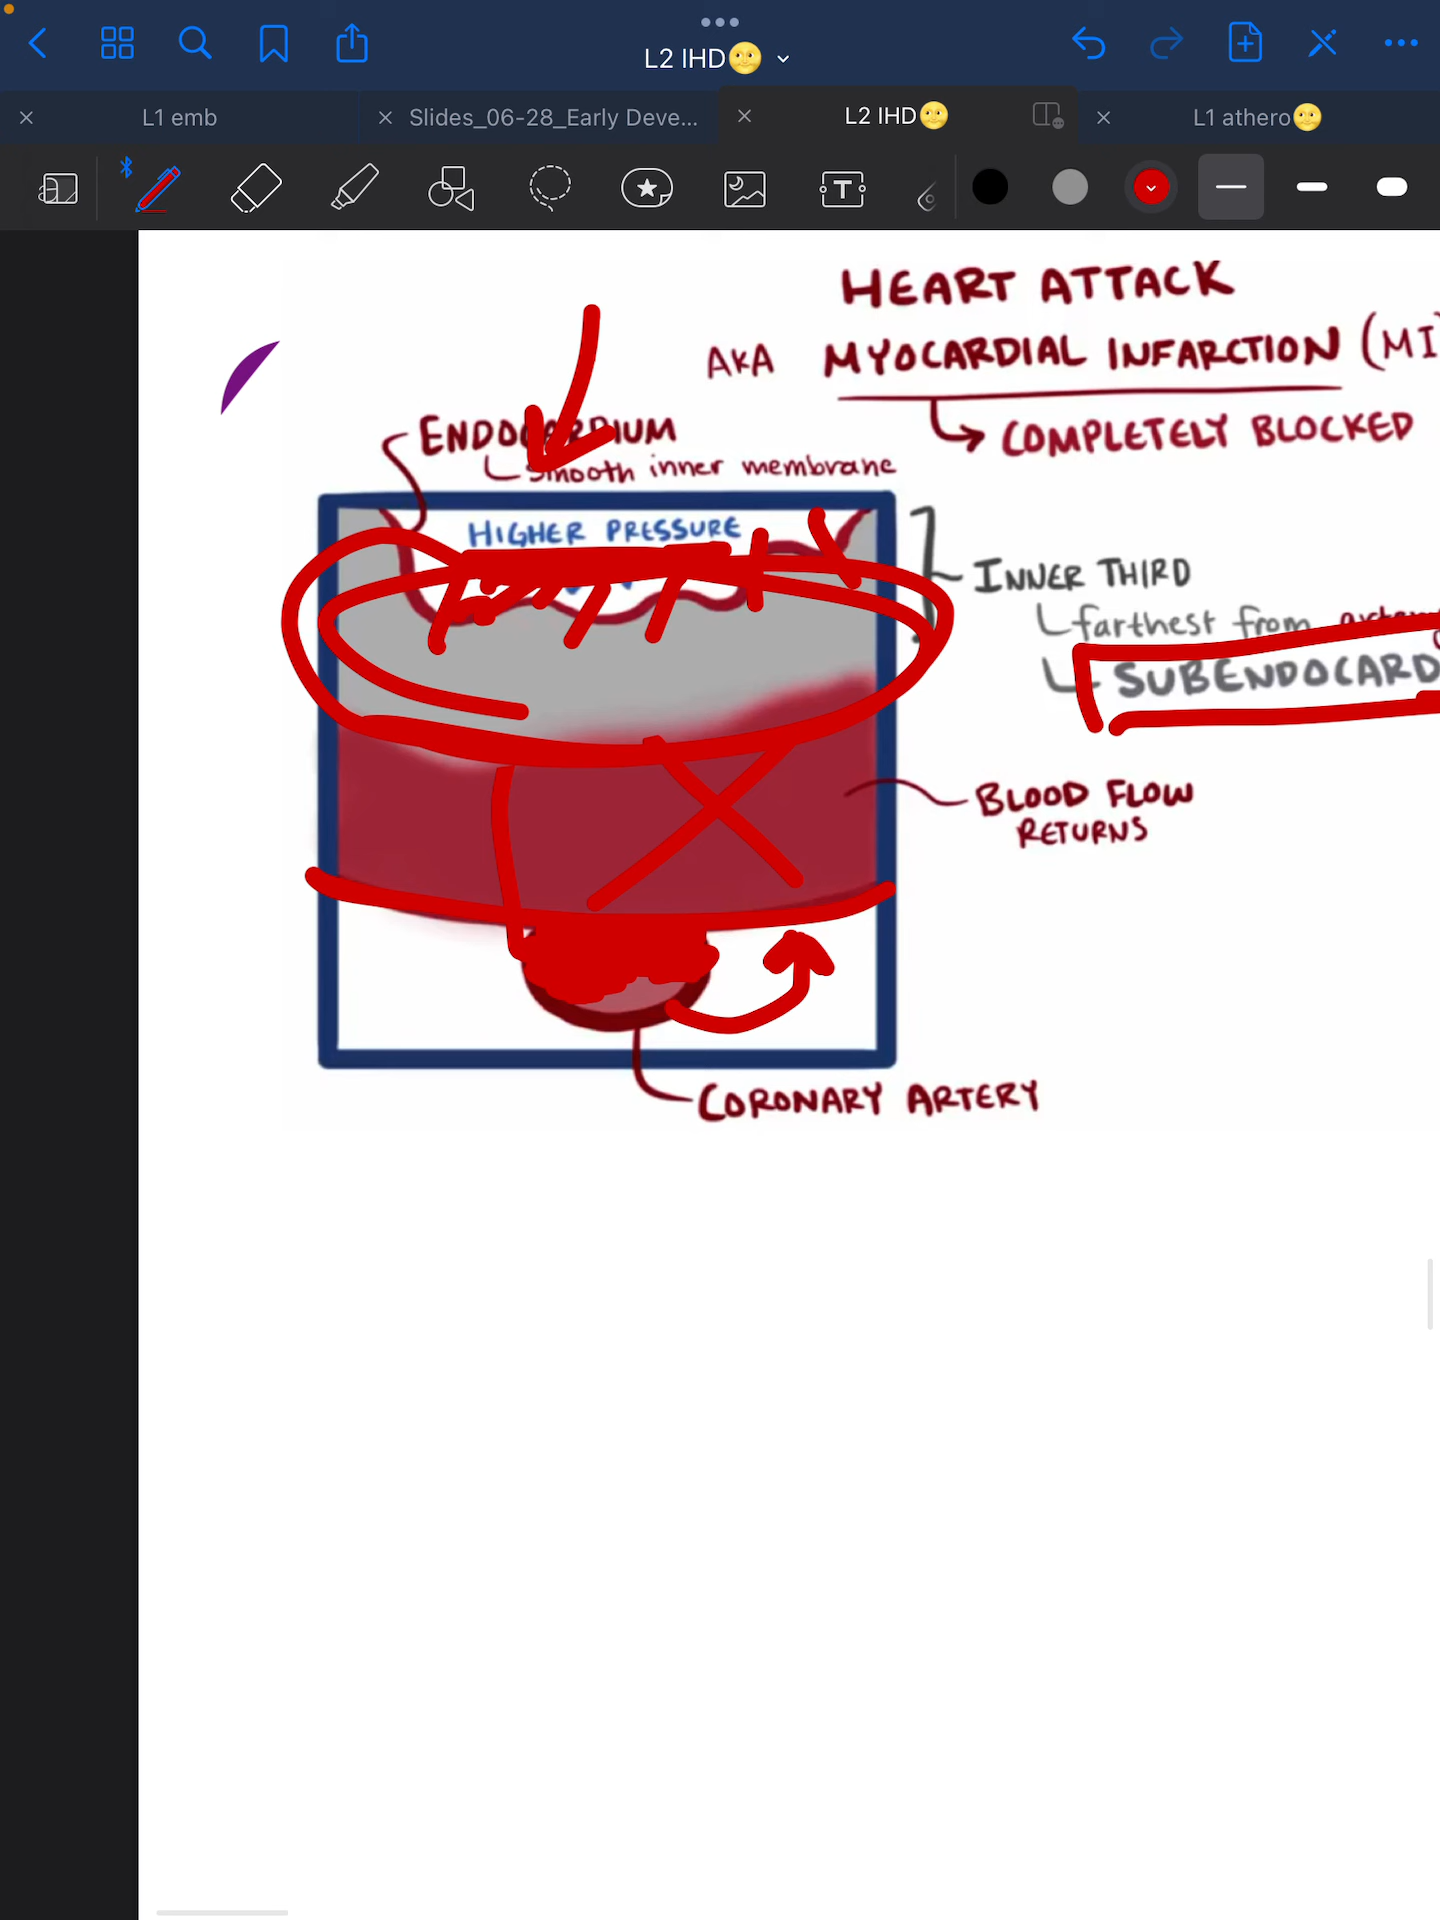 L2 IHD🌝
L1 emb
Slides_06-28_Early Deve...
L2 IHD🌝
L1 athero🌝
HEART ATTACK
AKA MYOCARDIAL INFARCTION (MI)
COMPLETELY BLOCKED
ENDOCARDIUM
smooth inner membrane
HIGHER PRESSURE
INNER THIRD
farthest from
SUBENDOCARD
BLOOD FLOW
RETURNS
CORONARY ARTERY